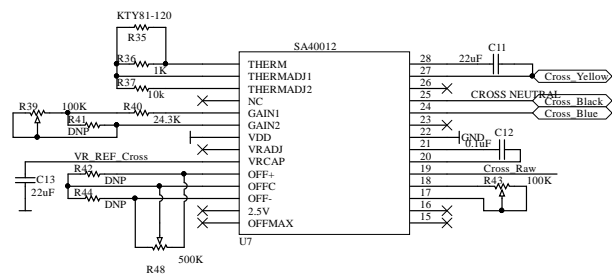 KTY81-120
R35
SA40012
R36
1K
R37
10k
THERM
THERMADJ1
THERMADJ2
NC
GAIN1
GAIN2
VDD
VRADJ
VRCAP
OFF+
OFFC
OFF-
2.5V
OFFMAX
U7
28
27
26
25
24
23
22
21
20
19
18
17
16
15
22uF
C11
Cross_Yellow
CROSS NEUTRAL
Cross_Black
Cross_Blue
GND
C12
0.1uF
Cross_Raw
R43
100K
R39
100K
R40
R41
DNP
24.3K
VR_REF_Cross
C13
22uF
R42
DNP
R44
DNP
500K
R48